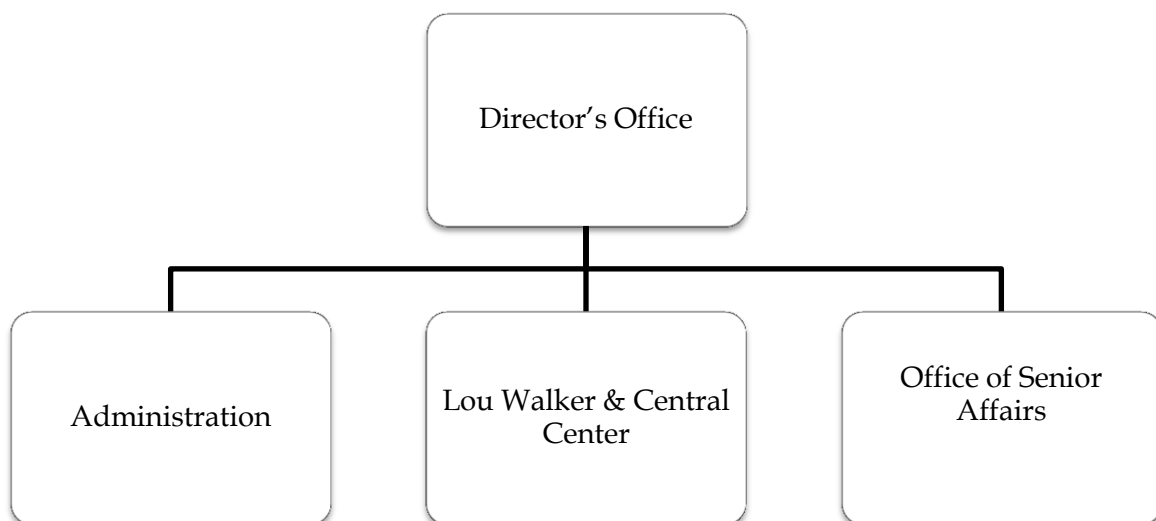 Director’s Office
Administration
Lou Walker & Central
Center
Office of Senior
Affairs